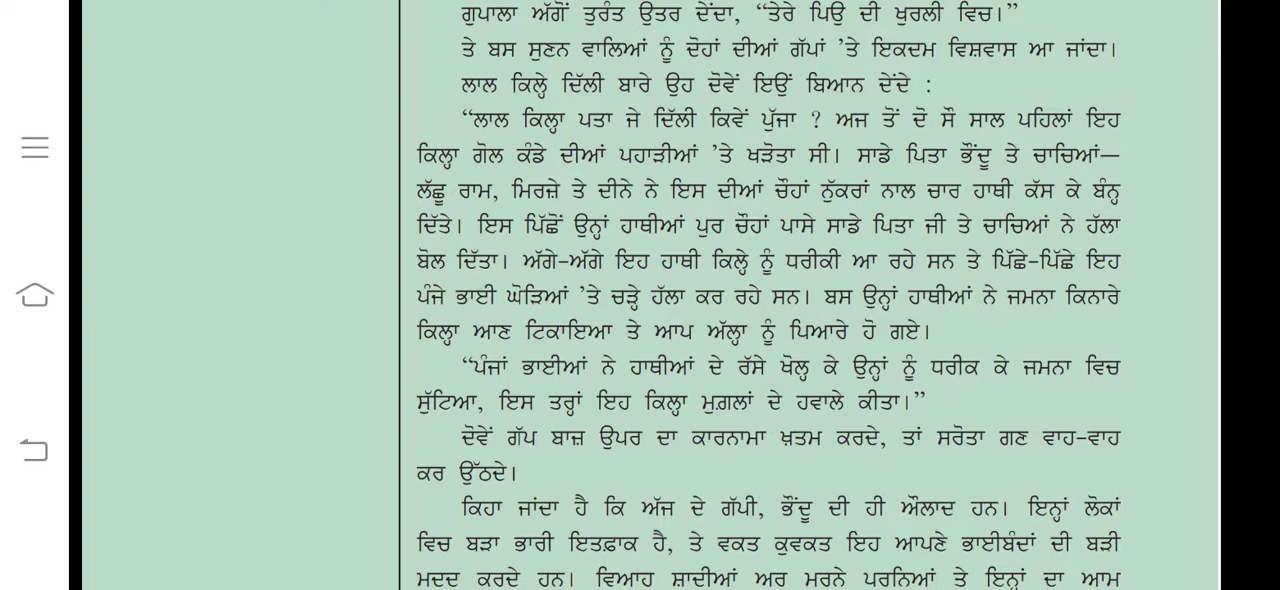 ਗੁਪਾਲਾ ਅੱਗੋਂ ਤੁਰੰਤ ਉਤਰ ਦੇਂਦਾ, “ਤੇਰੇ ਪਿਉ ਦੀ ਖੁਰਲੀ ਵਿਚ।”
ਤੇ ਬਸ ਸੁਣਨ ਵਾਲਿਆਂ ਨੂੰ ਦੋਹਾਂ ਦੀਆਂ ਗੱਪਾਂ ’ਤੇ ਇਕਦਮ ਵਿਸ਼ਵਾਸ ਆ ਜਾਂਦਾ।
ਲਾਲ ਕਿਲ੍ਹੇ ਦਿੱਲੀ ਬਾਰੇ ਉਹ ਦੋਵੇਂ ਇਉਂ ਬਿਆਨ ਦੇਂਦੇ :
“ਲਾਲ ਕਿਲ੍ਹਾ ਪਤਾ ਜੇ ਦਿੱਲੀ ਕਿਵੇਂ ਪੁੱਜਾ ? ਅਜ ਤੋਂ ਦੋ ਸੌ ਸਾਲ ਪਹਿਲਾਂ ਇਹ
ਕਿਲ੍ਹਾ ਗੋਲ ਕੰਡੇ ਦੀਆਂ ਪਹਾੜੀਆਂ ’ਤੇ ਖੜੋਤਾ ਸੀ। ਸਾਡੇ ਪਿਤਾ ਭੌਂਦੂ ਤੇ ਚਾਚਿਆਂ—
ਲੱਛੂ ਰਾਮ, ਮਿਰਜ਼ੇ ਤੇ ਦੀਨੇ ਨੇ ਇਸ ਦੀਆਂ ਚੌਹਾਂ ਨੁੱਕਰਾਂ ਨਾਲ ਚਾਰ ਹਾਥੀ ਕੱਸ ਕੇ ਬੰਨ੍ਹ
ਦਿੱਤੇ। ਇਸ ਪਿੱਛੋਂ ਉਨ੍ਹਾਂ ਹਾਥੀਆਂ ਪੁਰ ਚੌਹਾਂ ਪਾਸੇ ਸਾਡੇ ਪਿਤਾ ਜੀ ਤੇ ਚਾਚਿਆਂ ਨੇ ਹੱਲਾ
ਬੋਲ ਦਿੱਤਾ। ਅੱਗੇ-ਅੱਗੇ ਇਹ ਹਾਥੀ ਕਿਲ੍ਹੇ ਨੂੰ ਧਰੀਕੀ ਆ ਰਹੇ ਸਨ ਤੇ ਪਿੱਛੇ-ਪਿੱਛੇ ਇਹ
ਪੰਜੇ ਭਾਈ ਘੋੜਿਆਂ ’ਤੇ ਚੜ੍ਹੇ ਹੱਲਾ ਕਰ ਰਹੇ ਸਨ। ਬਸ ਉਨ੍ਹਾਂ ਹਾਥੀਆਂ ਨੇ ਜਮਨਾ ਕਿਨਾਰੇ
ਕਿਲ੍ਹਾ ਆਣ ਟਿਕਾਇਆ ਤੇ ਆਪ ਅੱਲ੍ਹਾ ਨੂੰ ਪਿਆਰੇ ਹੋ ਗਏ।
“ਪੰਜਾਂ ਭਾਈਆਂ ਨੇ ਹਾਥੀਆਂ ਦੇ ਰੱਸੇ ਖੋਲ੍ਹ ਕੇ ਉਨ੍ਹਾਂ ਨੂੰ ਧਰੀਕ ਕੇ ਜਮਨਾ ਵਿਚ
ਸੁੱਟਿਆ, ਇਸ ਤਰ੍ਹਾਂ ਇਹ ਕਿਲ੍ਹਾ ਮੁਗ਼ਲਾਂ ਦੇ ਹਵਾਲੇ ਕੀਤਾ।”
ਦੋਵੇਂ ਗੱਪ ਬਾਜ਼ ਉਪਰ ਦਾ ਕਾਰਨਾਮਾ ਖ਼ਤਮ ਕਰਦੇ, ਤਾਂ ਸਰੋਤਾ ਗਣ ਵਾਹ-ਵਾਹ
ਕਰ ਉੱਠਦੇ।
ਕਿਹਾ ਜਾਂਦਾ ਹੈ ਕਿ ਅੱਜ ਦੇ ਗੱਪੀ, ਭੌਂਦੂ ਦੀ ਹੀ ਔਲਾਦ ਹਨ। ਇਨ੍ਹਾਂ ਲੋਕਾਂ
ਵਿਚ ਬੜਾ ਭਾਰੀ ਇਤਫ਼ਾਕ ਹੈ, ਤੇ ਵਕਤ ਕੁਵਕਤ ਇਹ ਆਪਣੇ ਭਾਈਬੰਦਾਂ ਦੀ ਬੜੀ
ਮਦਦ ਕਰਦੇ ਹਨ। ਵਿਆਹ ਸ਼ਾਦੀਆਂ ਅਰ ਮਰਨੇ ਪਰਨਿਆਂ ਤੇ ਇਨ੍ਹਾਂ ਦਾ ਆਮ